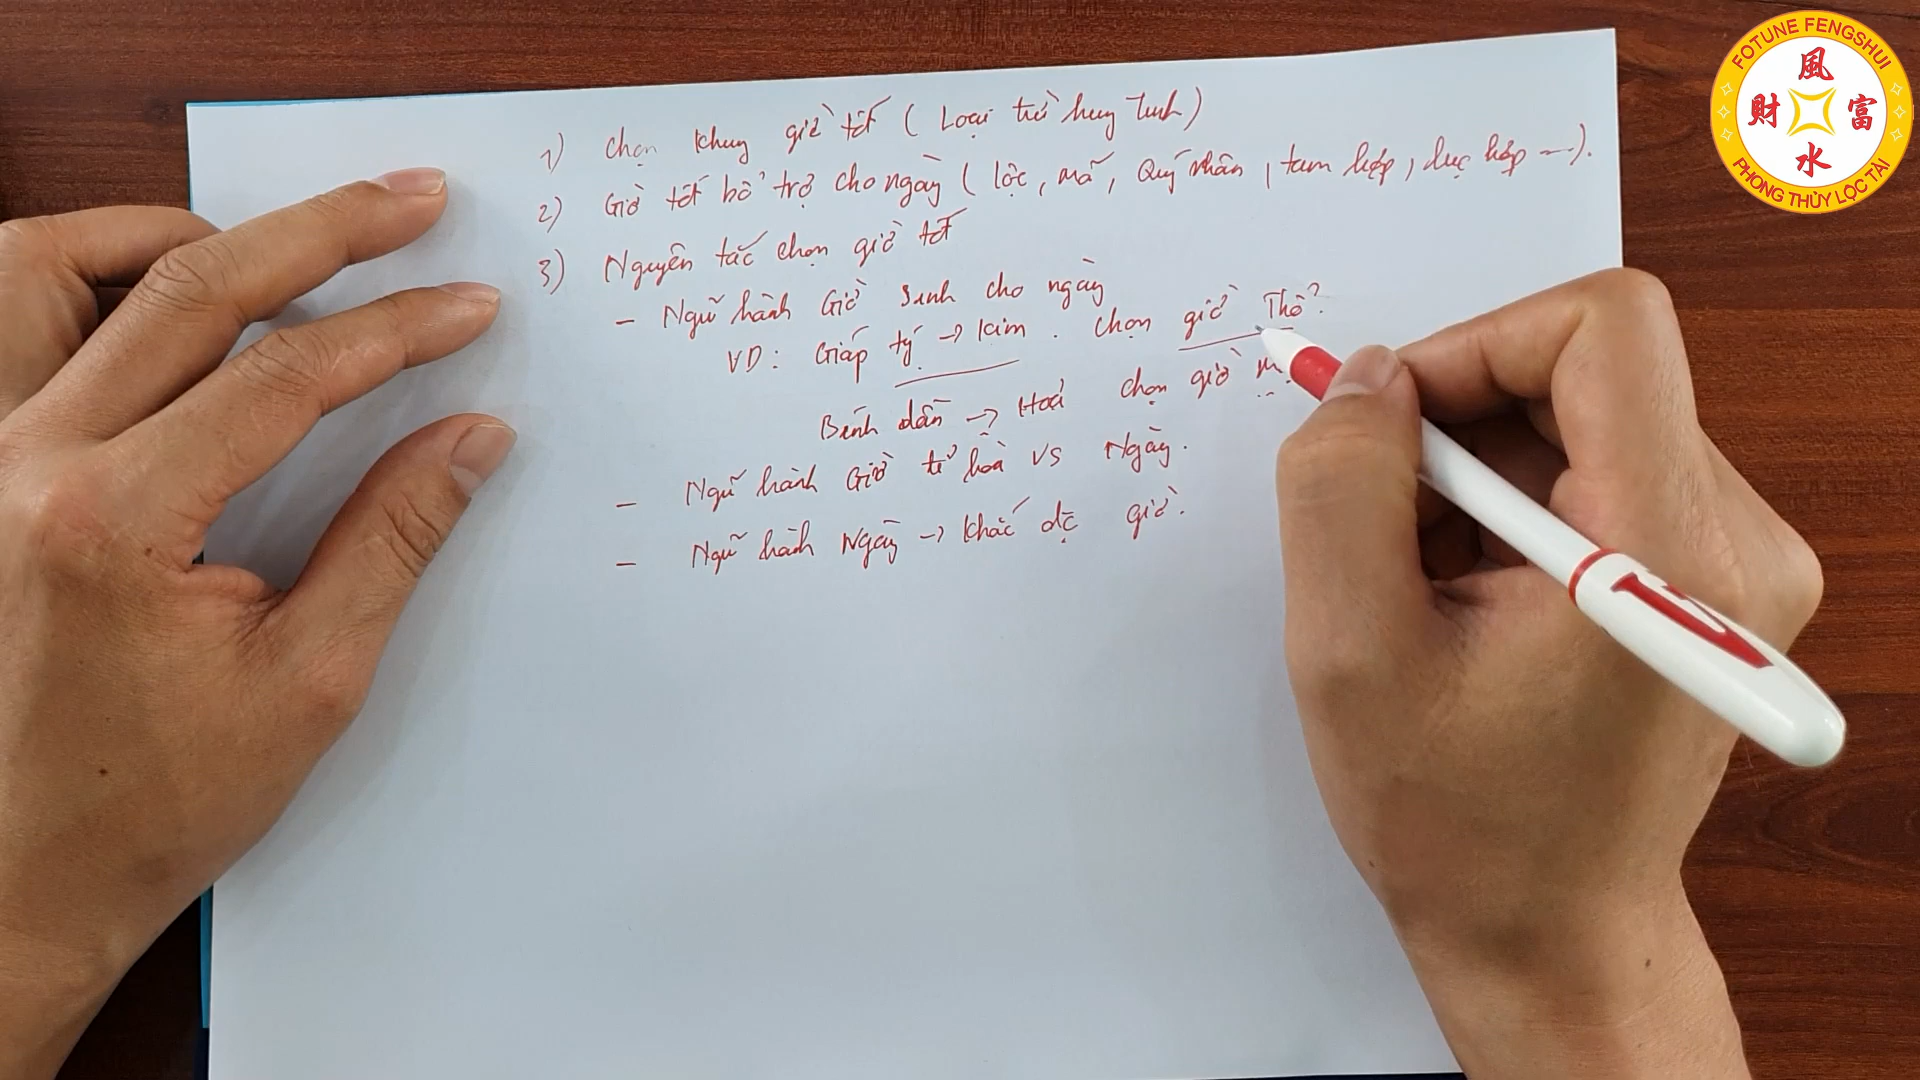 1) chọn khung giờ tốt ( Loại trừ hung tinh )
2) Giờ tốt bổ trợ cho ngày ( lộc, mã, Quý nhân, tam hợp, lục hợp ...).
3) Nguyên tắc chọn giờ tốt
- Ngũ hành Giờ sinh cho ngày
VD: Giáp tý → kim. chọn giờ Thổ
Bính dần → Hoả chọn giờ
- Ngũ hành Giờ tỷ hoà vs Ngày.
- Ngũ hành Ngày → khắc đc giờ.
FOTUNE FENGSHUI
風
財 富
水
PHONG THỦY LỘC TÀI